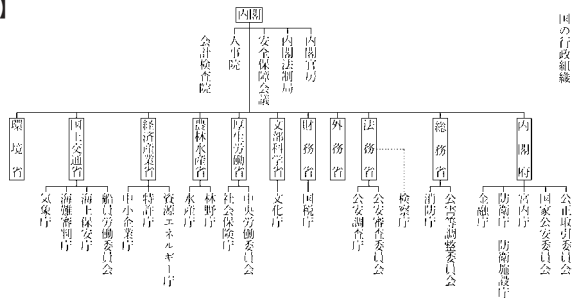 】
国の行政組織
内閣
内閣官房
内閣法制局
安全保障会議
人事院
会計検査院
内閣府
総務省
法務省
外務省
財務省
文部科学省
厚生労働省
農林水産省
経済産業省
国土交通省
環境省
公正取引委員会
国家公安委員会
宮内庁
防衛庁 防衛施設庁
金融庁
公害等調整委員会
消防庁
検察庁
公安審査委員会
公安調査庁
国税庁
文化庁
中央労働委員会
社会保険庁
林野庁
水産庁
資源エネルギー庁
特許庁
中小企業庁
船員労働委員会
海上保安庁
海難審判庁
気象庁